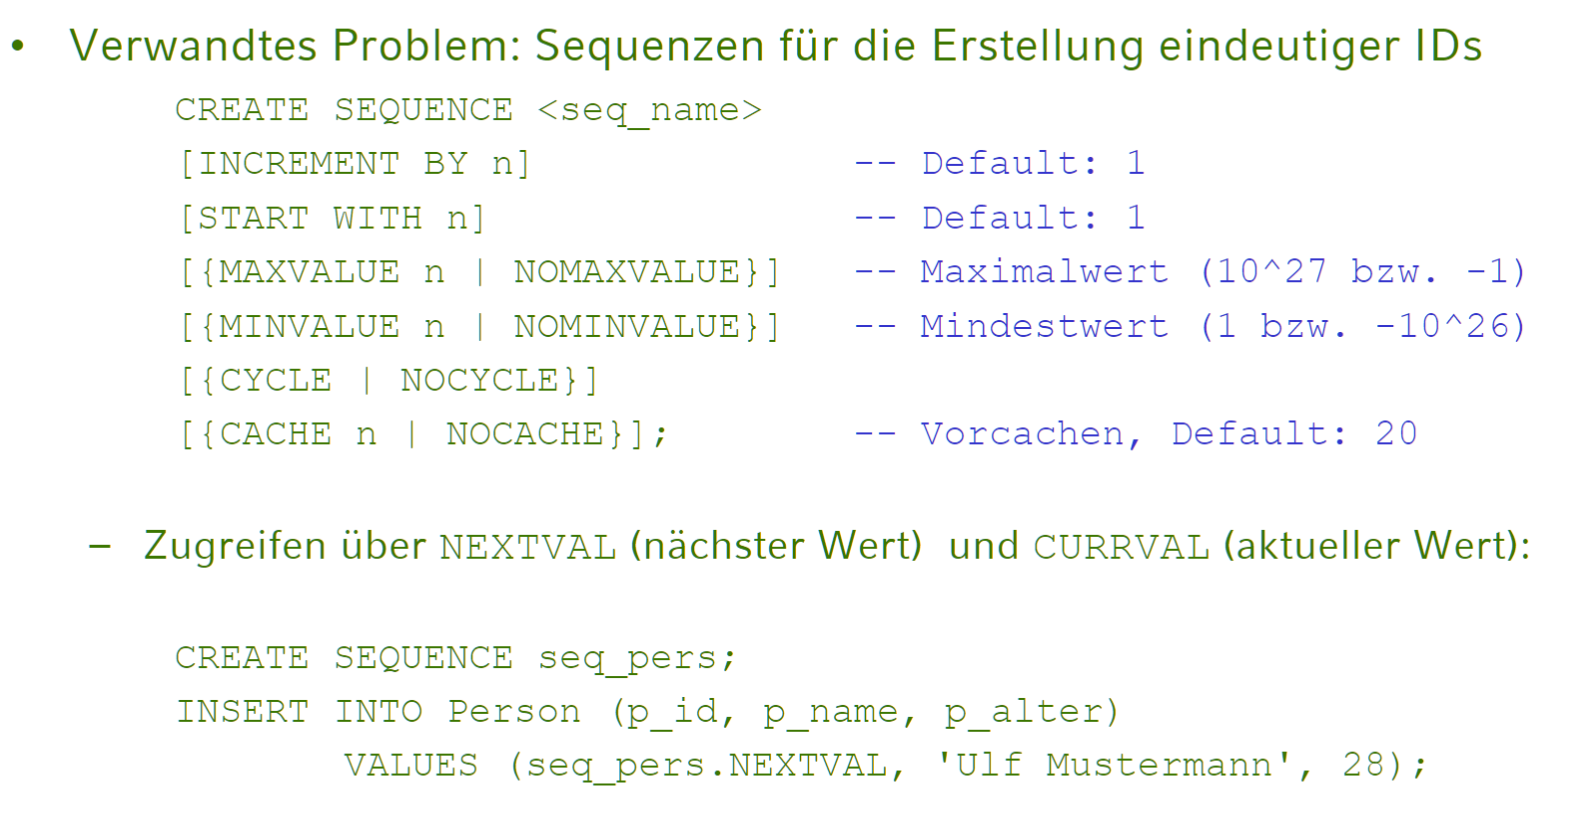 • Verwandtes Problem: Sequenzen für die Erstellung eindeutiger IDs
CREATE SEQUENCE <seq_name>
[INCREMENT BY n] -- Default: 1
[START WITH n] -- Default: 1
[{MAXVALUE n | NOMAXVALUE}] -- Maximalwert (10^27 bzw. -1)
[{MINVALUE n | NOMINVALUE}] -- Mindestwert (1 bzw. -10^26)
[{CYCLE | NOCYCLE}]
[{CACHE n | NOCACHE}]; -- Vorcachen, Default: 20
– Zugreifen über NEXTVAL (nächster Wert) und CURRVAL (aktueller Wert):
CREATE SEQUENCE seq_pers;
INSERT INTO Person (p_id, p_name, p_alter)
VALUES (seq_pers.NEXTVAL, 'Ulf Mustermann', 28);